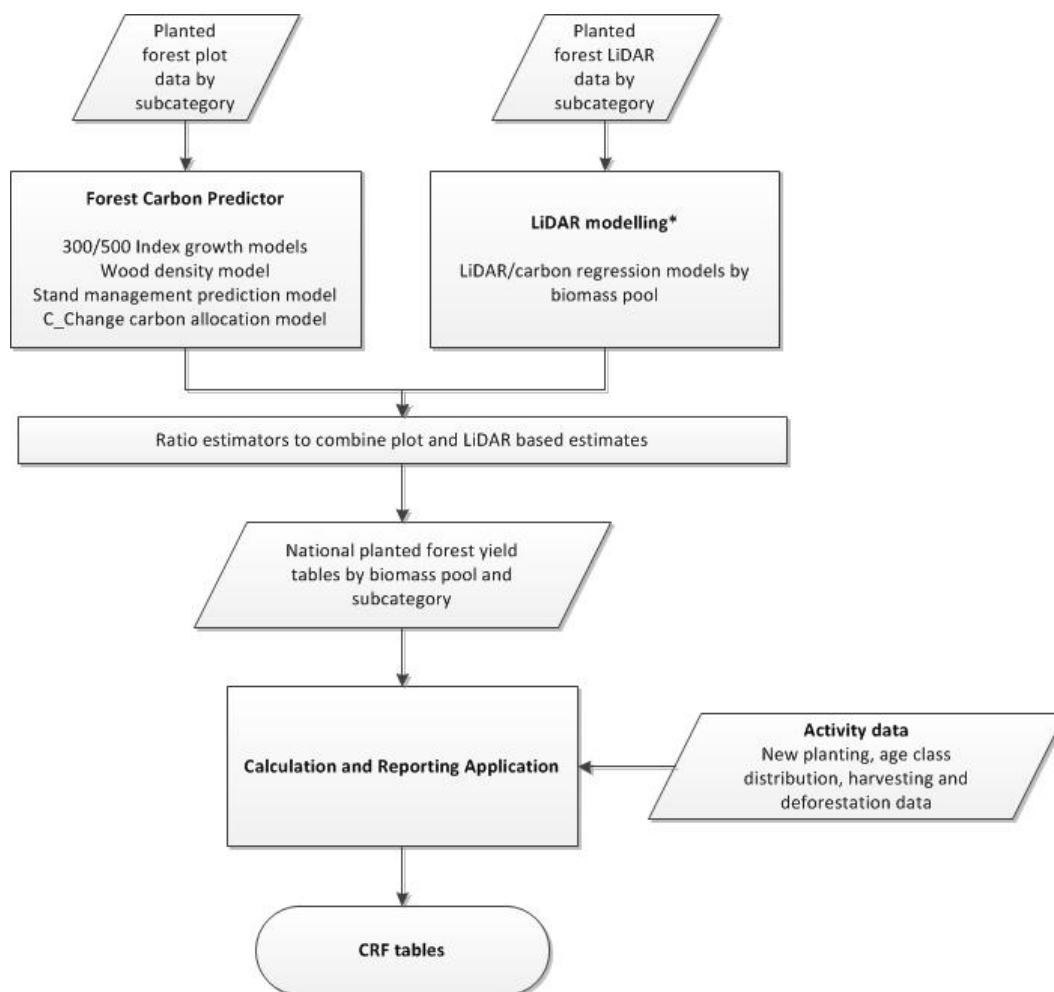 Planted
forest plot
data by
subcategory
Planted
forest LiDAR
data by
subcategory
Forest Carbon Predictor
300/500 Index growth models
Wood density model
Stand management prediction model
C_Change carbon allocation model
LiDAR modelling*
LiDAR/carbon regression models by
biomass pool
Ratio estimators to combine plot and LiDAR based estimates
National planted forest yield
tables by biomass pool and
subcategory
Calculation and Reporting Application
Activity data
New planting, age class
distribution, harvesting and
deforestation data
CRF tables